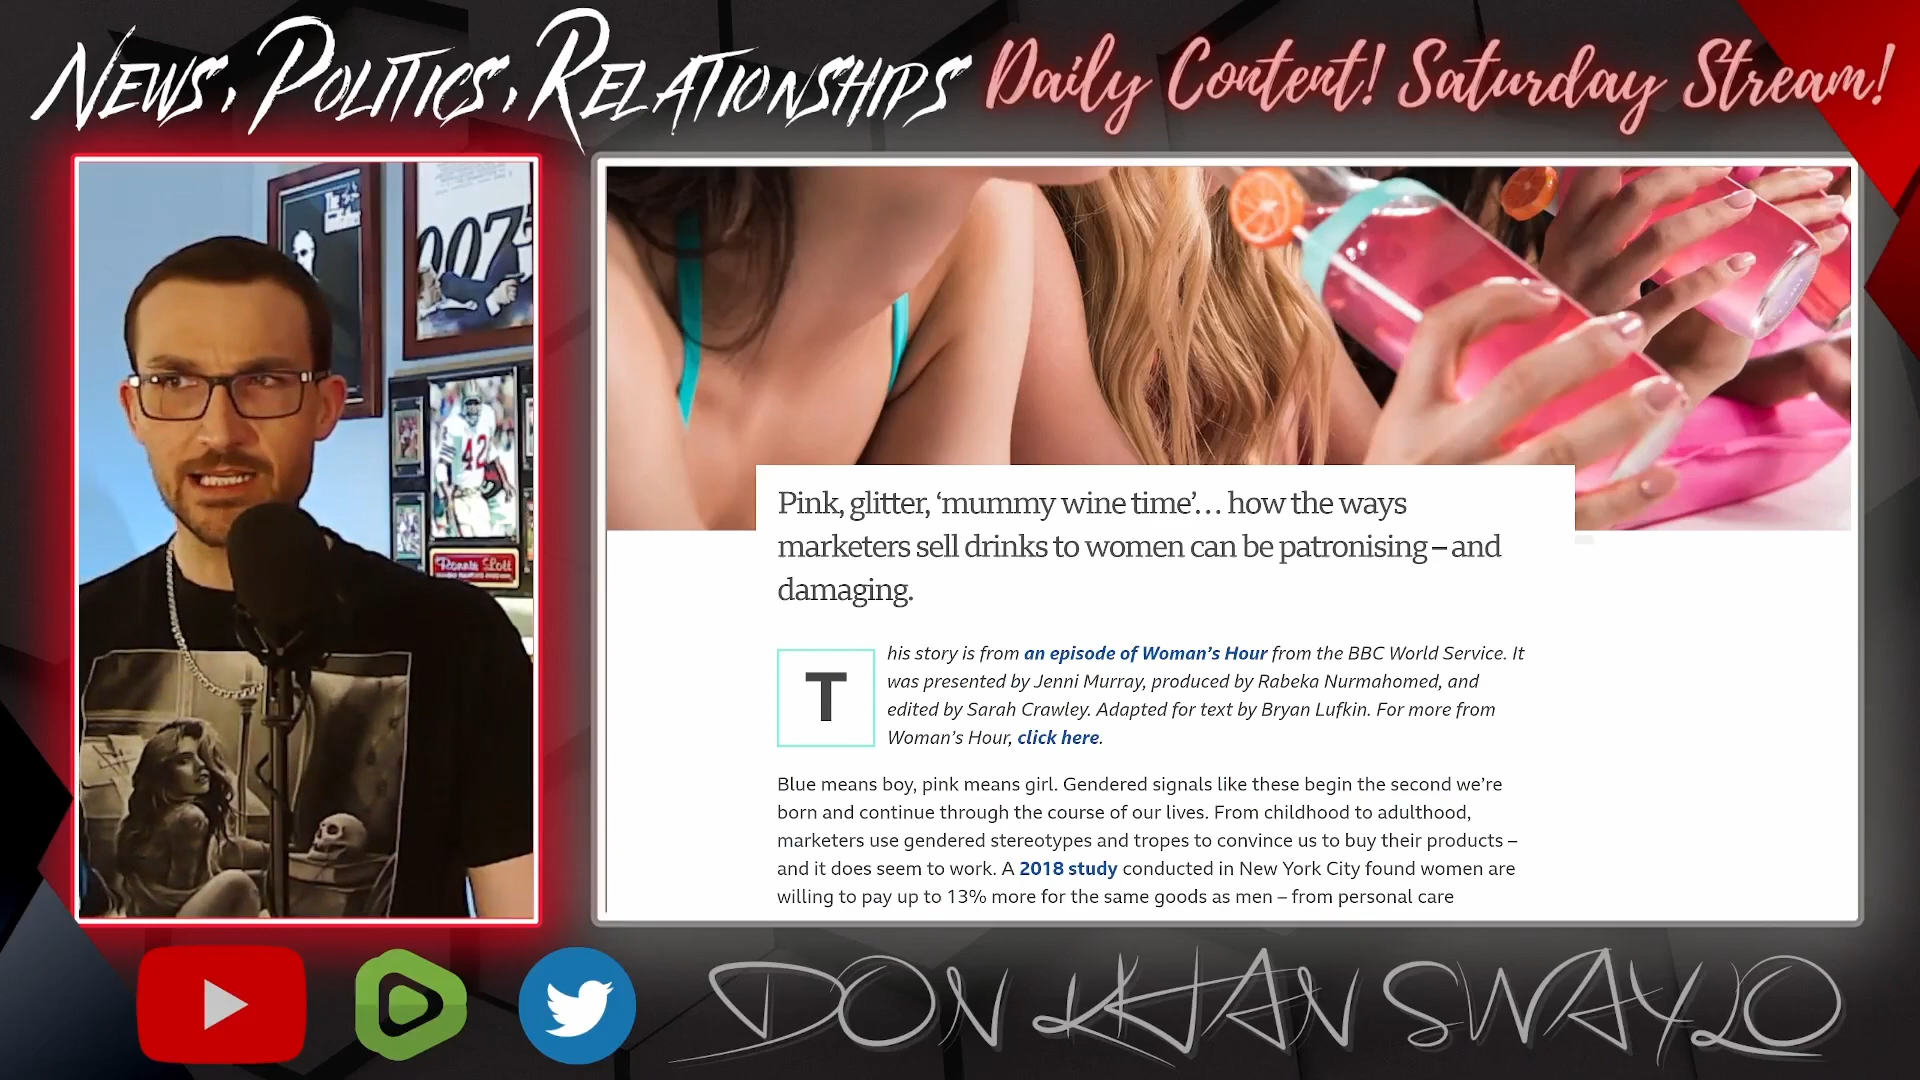 NEWS, POLITICS, RELATIONSHIPS
Daily Content! Saturday Stream!
The
007
42
Ronnie Lott
Pink, glitter, ‘mummy wine time’… how the ways
marketers sell drinks to women can be patronising – and
damaging.
T
his story is from an episode of Woman’s Hour from the BBC World Service. It
was presented by Jenni Murray, produced by Rabeka Nurmahomed, and
edited by Sarah Crawley. Adapted for text by Bryan Lufkin. For more from
Woman’s Hour, click here.
Blue means boy, pink means girl. Gendered signals like these begin the second we’re
born and continue through the course of our lives. From childhood to adulthood,
marketers use gendered stereotypes and tropes to convince us to buy their products –
and it does seem to work. A 2018 study conducted in New York City found women are
willing to pay up to 13% more for the same goods as men – from personal care
DON KHAN SWAYLO